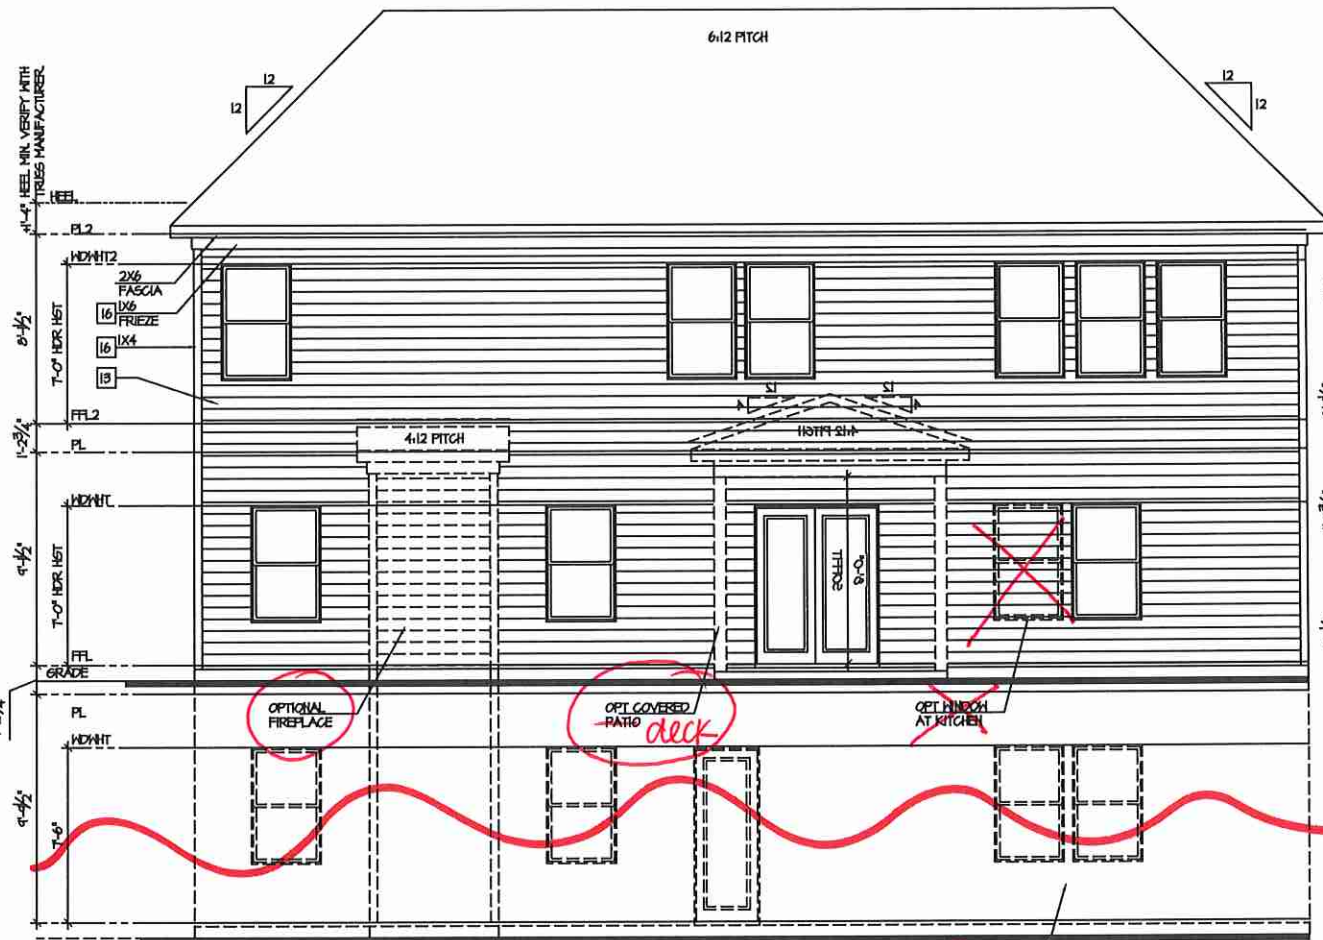 6:12 PITCH
12
12
12
12
+1'-4" HEEL MIN. VERIFY WITH
TRUSS MANUFACTURER.
HEEL
PL2
WDWHT2
2X6
FASCIA
16 1X6
FRIEZE
16 1X4
13
8'-1 1/2"
7'-0" HDR HGT
FFL2
1'-2 3/4"
PL
4:12 PITCH
12
12
4
4
4:12 PITCH
WDWHT
9'-1 1/2"
7'-0" HDR HGT
8'-0"
SOFFIT
FFL
GRADE
OPTIONAL
FIREPLACE
OPT COVERED
PATIO deck
OPT WINDOW
AT KITCHEN
PL
WDWHT
9'-4 1/2"
7'-6"